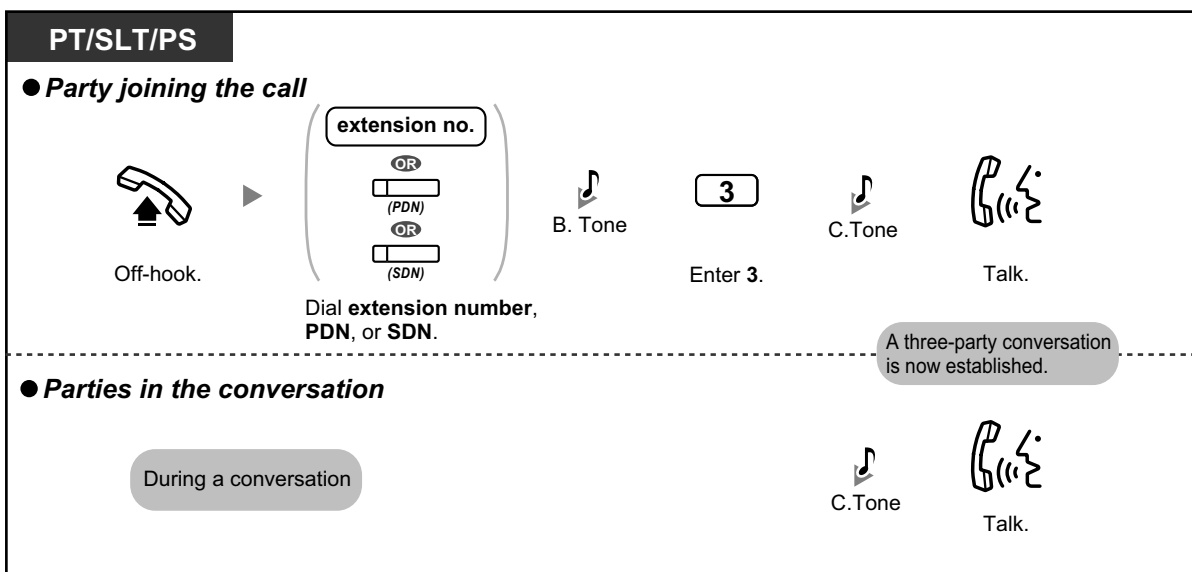 PT/SLT/PS
● Party joining the call
extension no.
OR
(PDN)
OR
(SDN)
B. Tone
3
C.Tone
Off-hook.
Enter 3.
Talk.
Dial extension number,
PDN, or SDN.
A three-party conversation
is now established.
● Parties in the conversation
During a conversation
C.Tone
Talk.